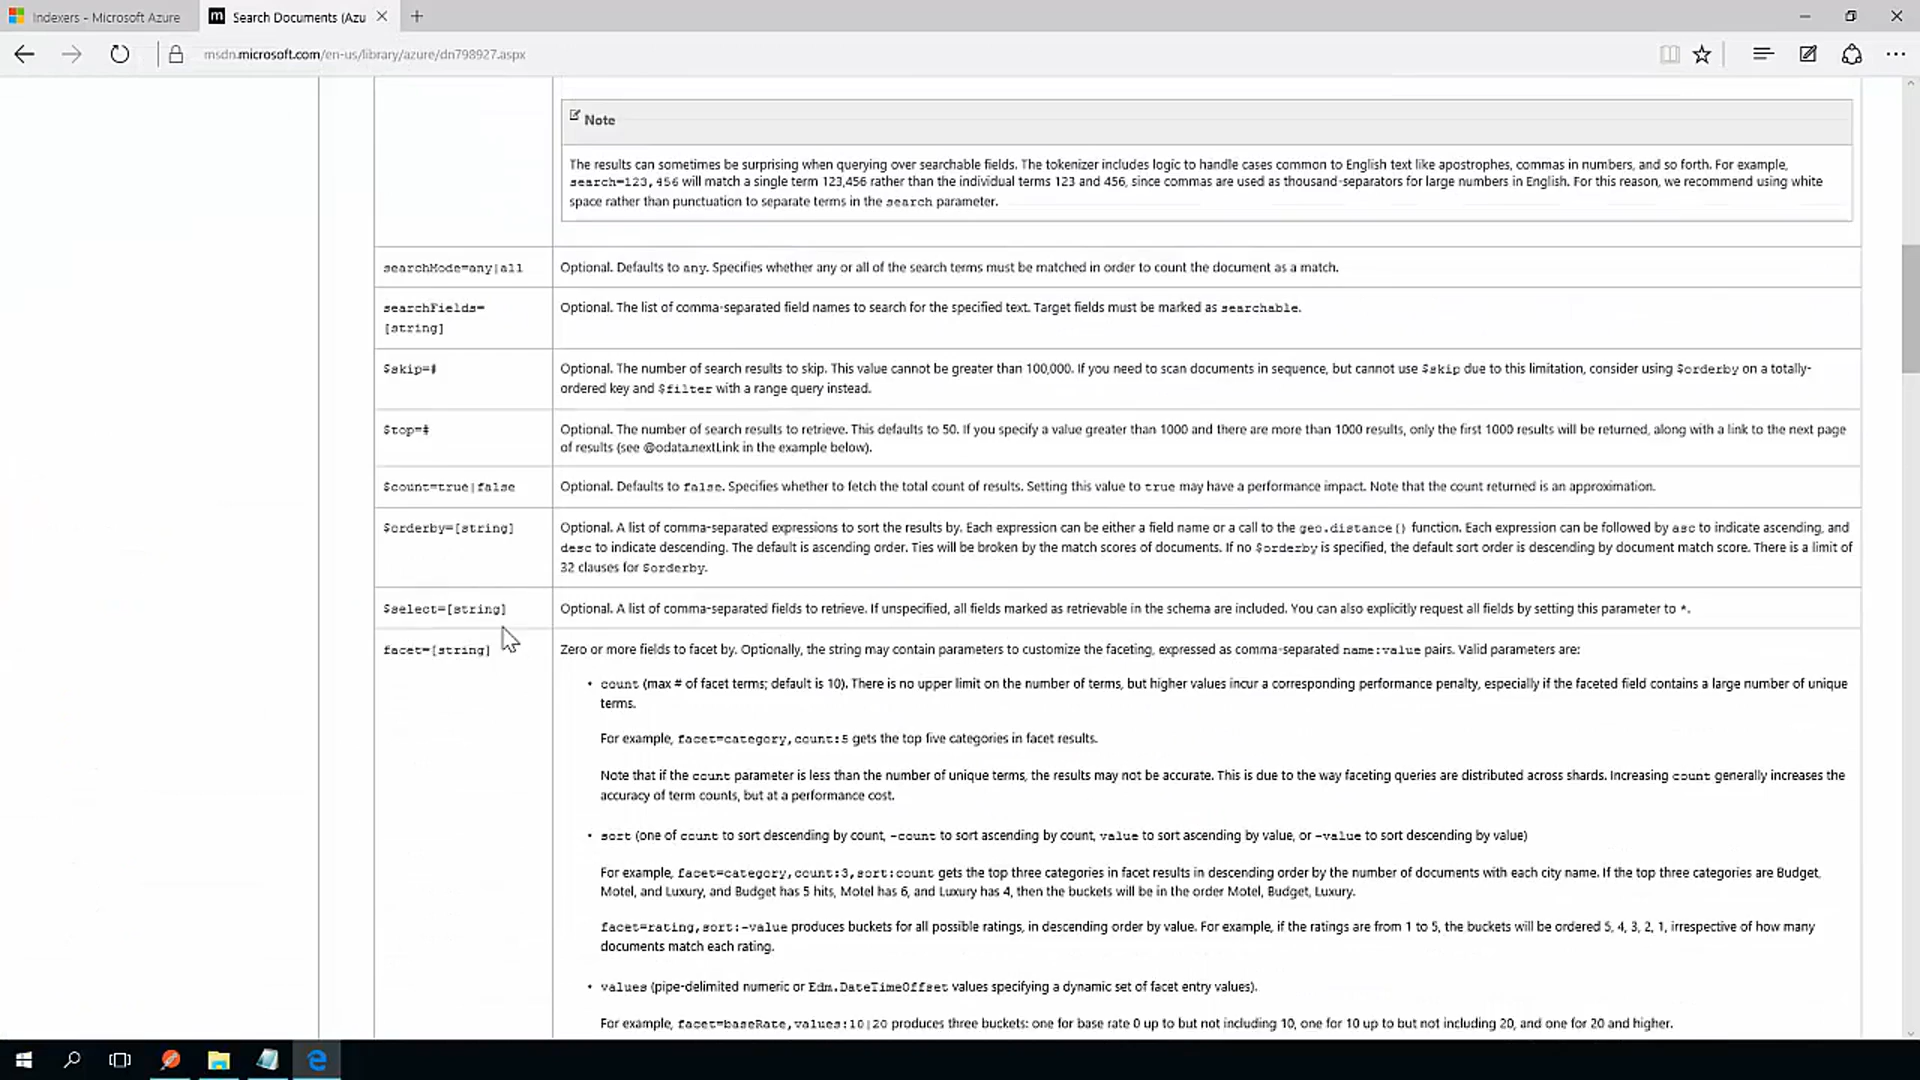 Indexers - Microsoft Azure
Search Documents (Azu
msdn.microsoft.com/en-us/library/azure/dn798927.aspx
Note
The results can sometimes be surprising when querying over searchable fields. The tokenizer includes logic to handle cases common to English text like apostrophes, commas in numbers, and so forth. For example,
search=123,456 will match a single term 123,456 rather than the individual terms 123 and 456, since commas are used as thousand-separators for large numbers in English. For this reason, we recommend using white
space rather than punctuation to separate terms in the search parameter.
searchMode=any|all
Optional. Defaults to any. Specifies whether any or all of the search terms must be matched in order to count the document as a match.
searchFields=
[string]
Optional. The list of comma-separated field names to search for the specified text. Target fields must be marked as searchable.
$skip=#
Optional. The number of search results to skip. This value cannot be greater than 100,000. If you need to scan documents in sequence, but cannot use $skip due to this limitation, consider using $orderby on a totally-
ordered key and $filter with a range query instead.
$top=#
Optional. The number of search results to retrieve. This defaults to 50. If you specify a value greater than 1000 and there are more than 1000 results, only the first 1000 results will be returned, along with a link to the next page
of results (see @odata.nextLink in the example below).
$count=true|false
Optional. Defaults to false. Specifies whether to fetch the total count of results. Setting this value to true may have a performance impact. Note that the count returned is an approximation.
$orderby=[string]
Optional. A list of comma-separated expressions to sort the results by. Each expression can be either a field name or a call to the geo.distance() function. Each expression can be followed by asc to indicate ascending, and
desc to indicate descending. The default is ascending order. Ties will be broken by the match scores of documents. If no $orderby is specified, the default sort order is descending by document match score. There is a limit of
32 clauses for $orderby.
$select=[string]
Optional. A list of comma-separated fields to retrieve. If unspecified, all fields marked as retrievable in the schema are included. You can also explicitly request all fields by setting this parameter to *.
facet=[string]
Zero or more fields to facet by. Optionally, the string may contain parameters to customize the faceting, expressed as comma-separated name:value pairs. Valid parameters are:
• count (max # of facet terms; default is 10). There is no upper limit on the number of terms, but higher values incur a corresponding performance penalty, especially if the faceted field contains a large number of unique
terms.
For example, facet=category,count:5 gets the top five categories in facet results.
Note that if the count parameter is less than the number of unique terms, the results may not be accurate. This is due to the way faceting queries are distributed across shards. Increasing count generally increases the
accuracy of term counts, but at a performance cost.
• sort (one of count to sort descending by count, -count to sort ascending by count, value to sort ascending by value, or -value to sort descending by value)
For example, facet=category,count:3,sort:count gets the top three categories in facet results in descending order by the number of documents with each city name. If the top three categories are Budget,
Motel, and Luxury, and Budget has 5 hits, Motel has 6, and Luxury has 4, then the buckets will be in the order Motel, Budget, Luxury.
facet=rating,sort:-value produces buckets for all possible ratings, in descending order by value. For example, if the ratings are from 1 to 5, the buckets will be ordered 5, 4, 3, 2, 1, irrespective of how many
documents match each rating.
• values (pipe-delimited numeric or Edm.DateTimeOffset values specifying a dynamic set of facet entry values).
For example, facet=baseRate,values:10|20 produces three buckets: one for base rate 0 up to but not including 10, one for 10 up to but not including 20, and one for 20 and higher.